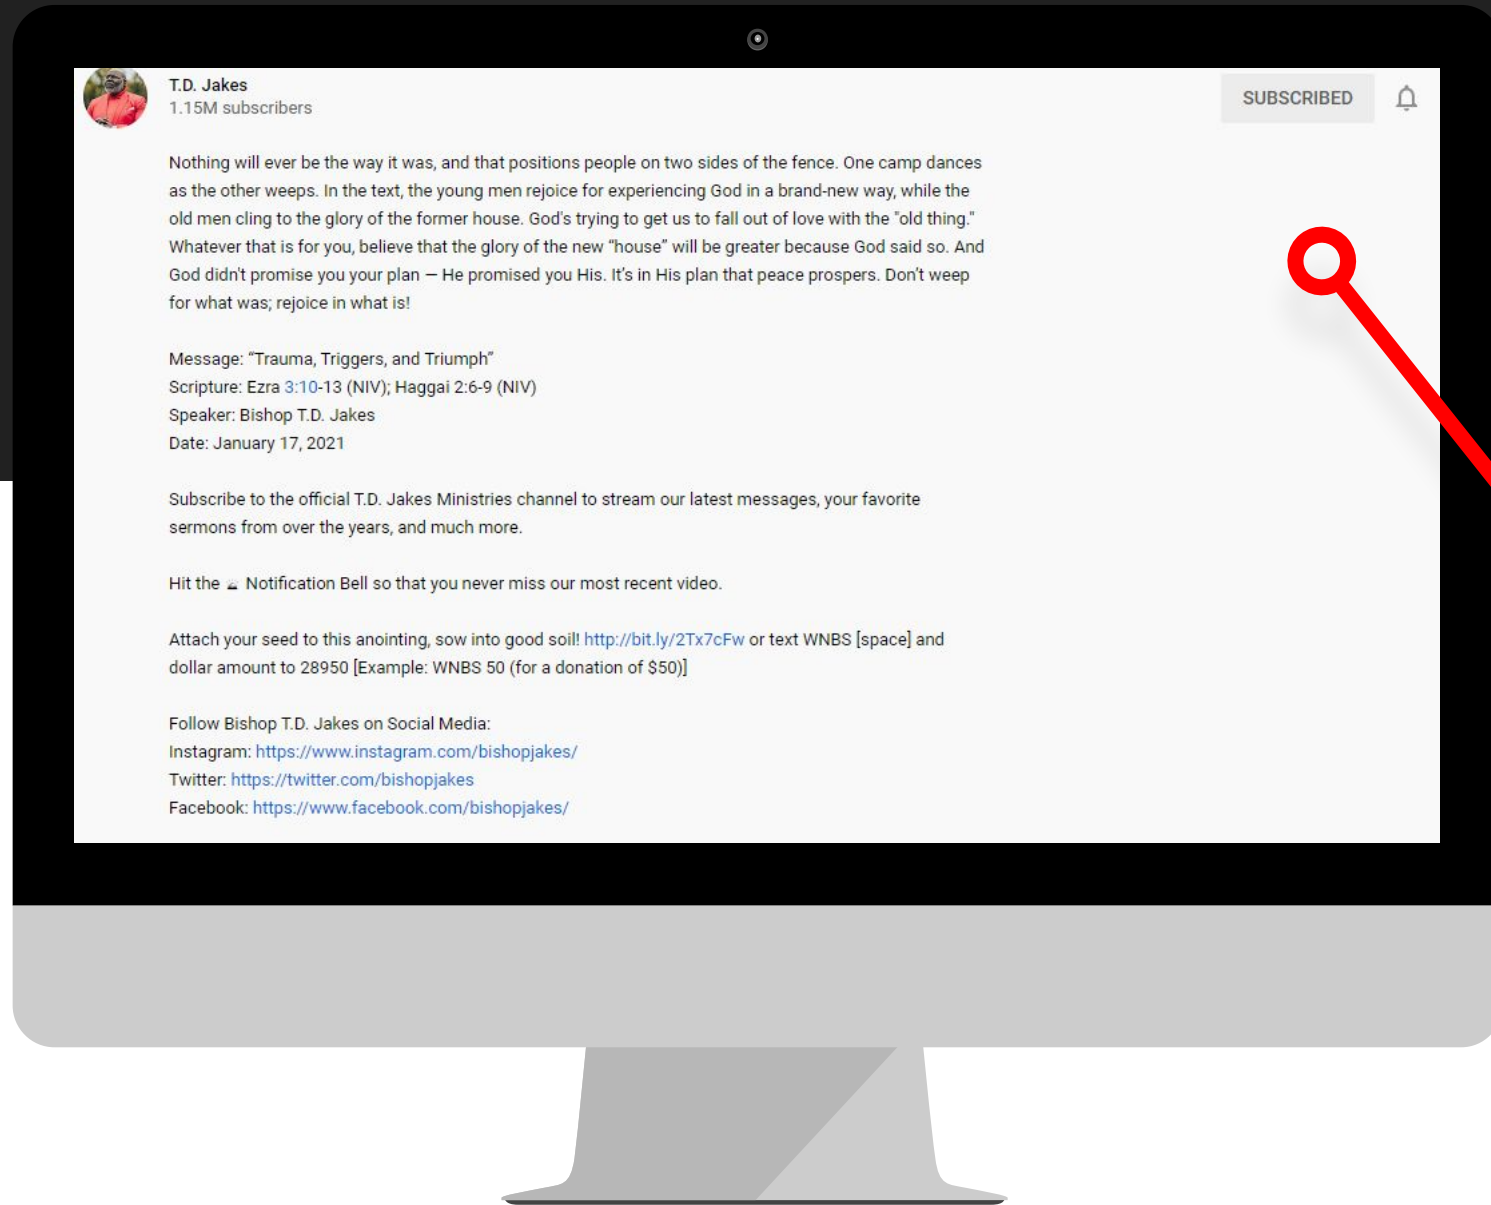 T.D. Jakes
1.15M subscribers
SUBSCRIBED
Nothing will ever be the way it was, and that positions people on two sides of the fence. One camp dances
as the other weeps. In the text, the young men rejoice for experiencing God in a brand-new way, while the
old men cling to the glory of the former house. God's trying to get us to fall out of love with the "old thing."
Whatever that is for you, believe that the glory of the new “house” will be greater because God said so. And
God didn't promise you your plan — He promised you His. It's in His plan that peace prospers. Don't weep
for what was; rejoice in what is!
Message: “Trauma, Triggers, and Triumph”
Scripture: Ezra 3:10-13 (NIV); Haggai 2:6-9 (NIV)
Speaker: Bishop T.D. Jakes
Date: January 17, 2021
Subscribe to the official T.D. Jakes Ministries channel to stream our latest messages, your favorite
sermons from over the years, and much more.
Hit the 🛎 Notification Bell so that you never miss our most recent video.
Attach your seed to this anointing, sow into good soil! http://bit.ly/2Tx7cFw or text WNBS [space] and
dollar amount to 28950 [Example: WNBS 50 (for a donation of $50)]
Follow Bishop T.D. Jakes on Social Media:
Instagram: https://www.instagram.com/bishopjakes/
Twitter: https://twitter.com/bishopjakes
Facebook: https://www.facebook.com/bishopjakes/